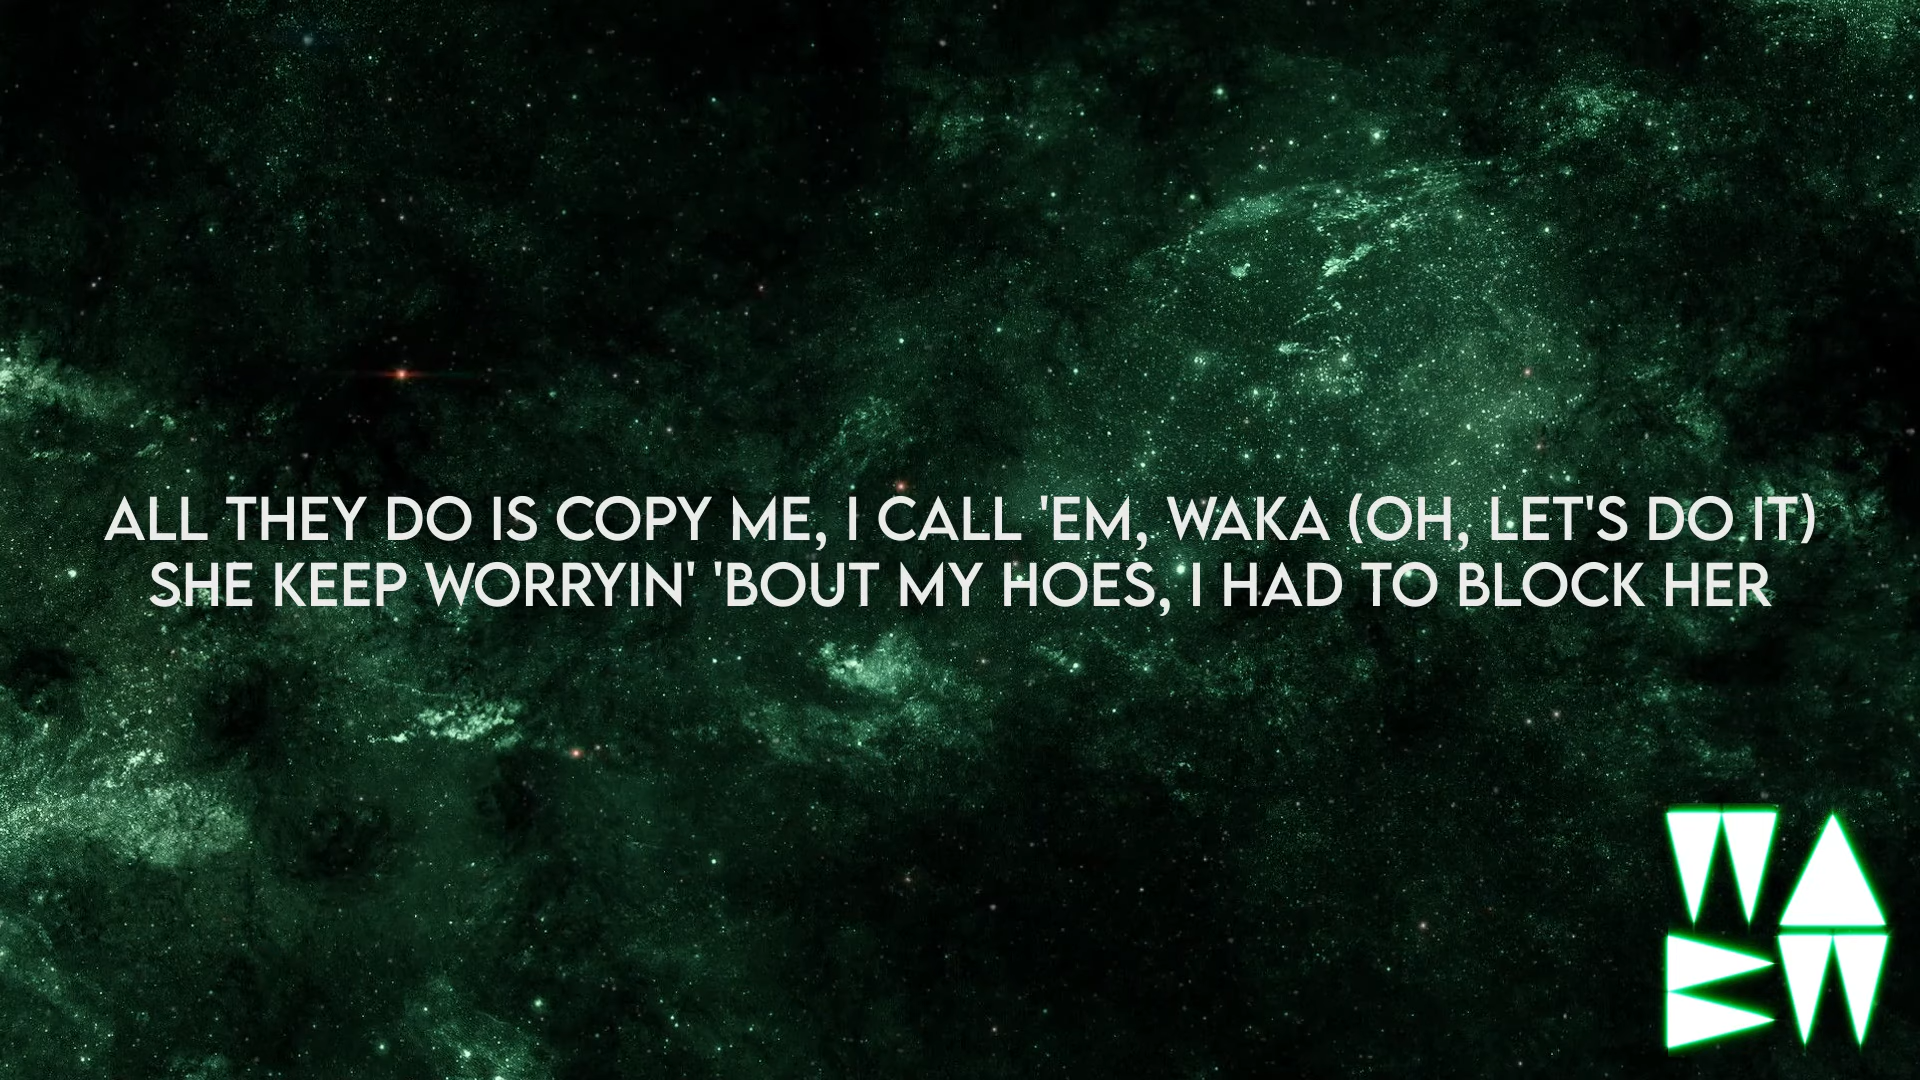 ALL THEY DO IS COPY ME, I CALL 'EM, WAKA (OH, LET'S DO IT)
SHE KEEP WORRYIN' 'BOUT MY HOES, I HAD TO BLOCK HER